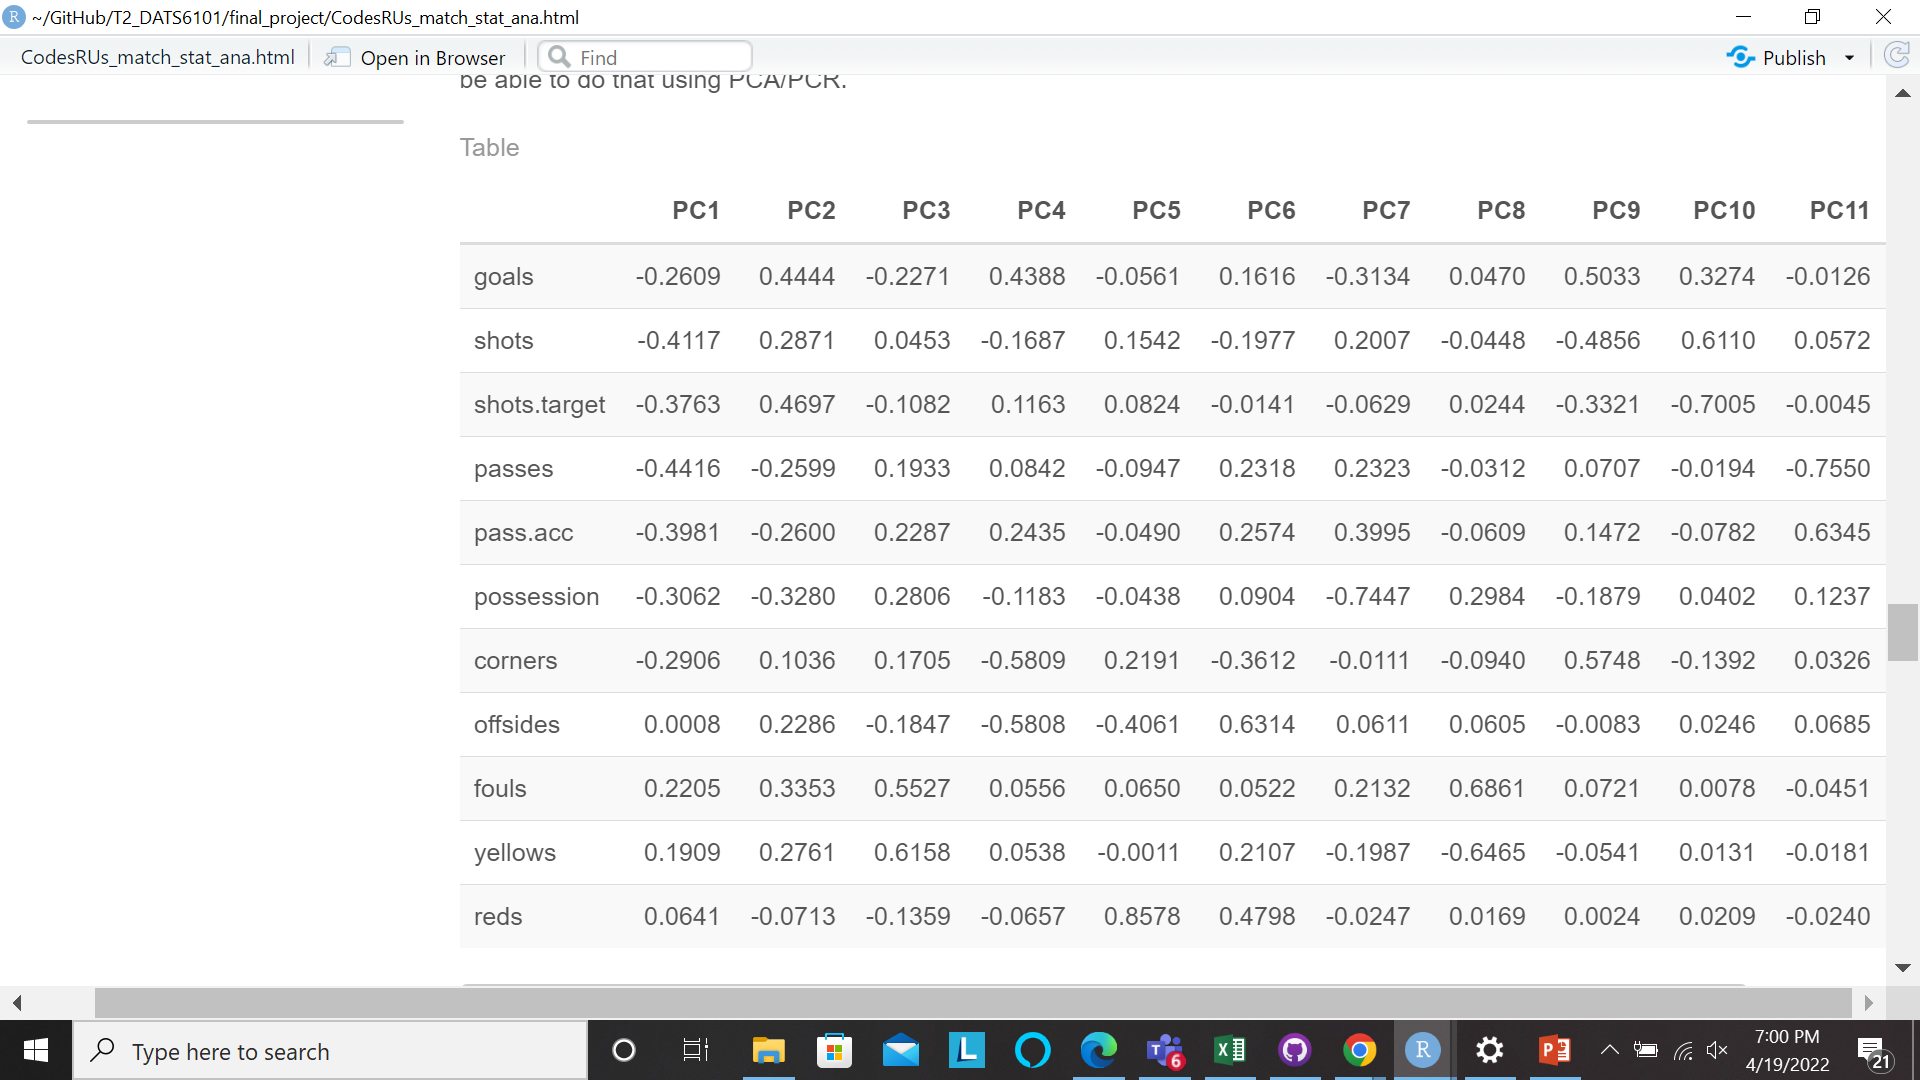 R ~/GitHub/T2_DATS6101/final_project/CodesRUs_match_stat_ana.html
CodesRUs_match_stat_ana.html Open in Browser Find Publish
be able to do that using PCA/PCR.
Table
PC1 PC2 PC3 PC4 PC5 PC6 PC7 PC8 PC9 PC10 PC11
goals -0.2609 0.4444 -0.2271 0.4388 -0.0561 0.1616 -0.3134 0.0470 0.5033 0.3274 -0.0126
shots -0.4117 0.2871 0.0453 -0.1687 0.1542 -0.1977 0.2007 -0.0448 -0.4856 0.6110 0.0572
shots.target -0.3763 0.4697 -0.1082 0.1163 0.0824 -0.0141 -0.0629 0.0244 -0.3321 -0.7005 -0.0045
passes -0.4416 -0.2599 0.1933 0.0842 -0.0947 0.2318 0.2323 -0.0312 0.0707 -0.0194 -0.7550
pass.acc -0.3981 -0.2600 0.2287 0.2435 -0.0490 0.2574 0.3995 -0.0609 0.1472 -0.0782 0.6345
possession -0.3062 -0.3280 0.2806 -0.1183 -0.0438 0.0904 -0.7447 0.2984 -0.1879 0.0402 0.1237
corners -0.2906 0.1036 0.1705 -0.5809 0.2191 -0.3612 -0.0111 -0.0940 0.5748 -0.1392 0.0326
offsides 0.0008 0.2286 -0.1847 -0.5808 -0.4061 0.6314 0.0611 0.0605 -0.0083 0.0246 0.0685
fouls 0.2205 0.3353 0.5527 0.0556 0.0650 0.0522 0.2132 0.6861 0.0721 0.0078 -0.0451
yellows 0.1909 0.2761 0.6158 0.0538 -0.0011 0.2107 -0.1987 -0.6465 -0.0541 0.0131 -0.0181
reds 0.0641 -0.0713 -0.1359 -0.0657 0.8578 0.4798 -0.0247 0.0169 0.0024 0.0209 -0.0240
Type here to search L T 6 X R P 7:00 PM
4/19/2022 21